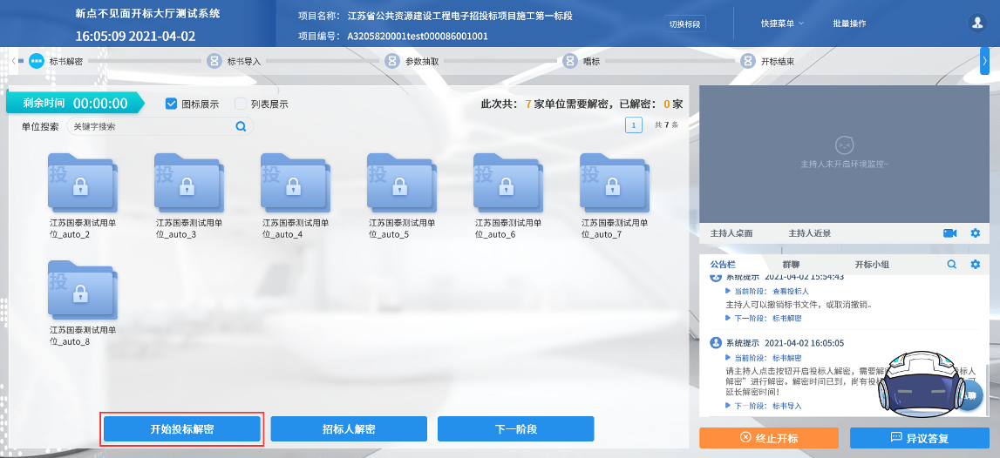 新点不见面开标大厅测试系统
16:05:09 2021-04-02
项目名称： 江苏省公共资源建设工程电子招投标项目施工第一标段
项目编号： A3205820001test000086001001
切换标段
快捷菜单
批量操作
标书解密
标书导入
参数抽取
唱标
开标结束
剩余时间 00:00:00
图标展示
列表展示
此次共： 7 家单位需要解密，已解密： 0 家
单位搜索
关键字搜索
1
共 7 条
投
江苏国泰测试用单
位_auto_2
投
江苏国泰测试用单
位_auto_3
投
江苏国泰测试用单
位_auto_4
投
江苏国泰测试用单
位_auto_5
投
江苏国泰测试用单
位_auto_6
投
江苏国泰测试用单
位_auto_7
投
江苏国泰测试用单
位_auto_8
开始投标解密
招标人解密
下一阶段
主持人未开启环境监控~
主持人桌面
主持人近景
公告栏
群聊
开标小组
系统提示 2021-04-02 15:54:43
当前阶段： 查看投标人
主持人可以撤销标书文件，或取消撤销。
下一阶段： 标书解密
系统提示 2021-04-02 16:05:05
当前阶段： 标书解密
请主持人点击按钮开启投标人解密，需要解
标人
解密”进行解密。解密时间已到，尚有投
延长解密时间！
下一阶段： 标书导入
聊
终止开标
异议答复